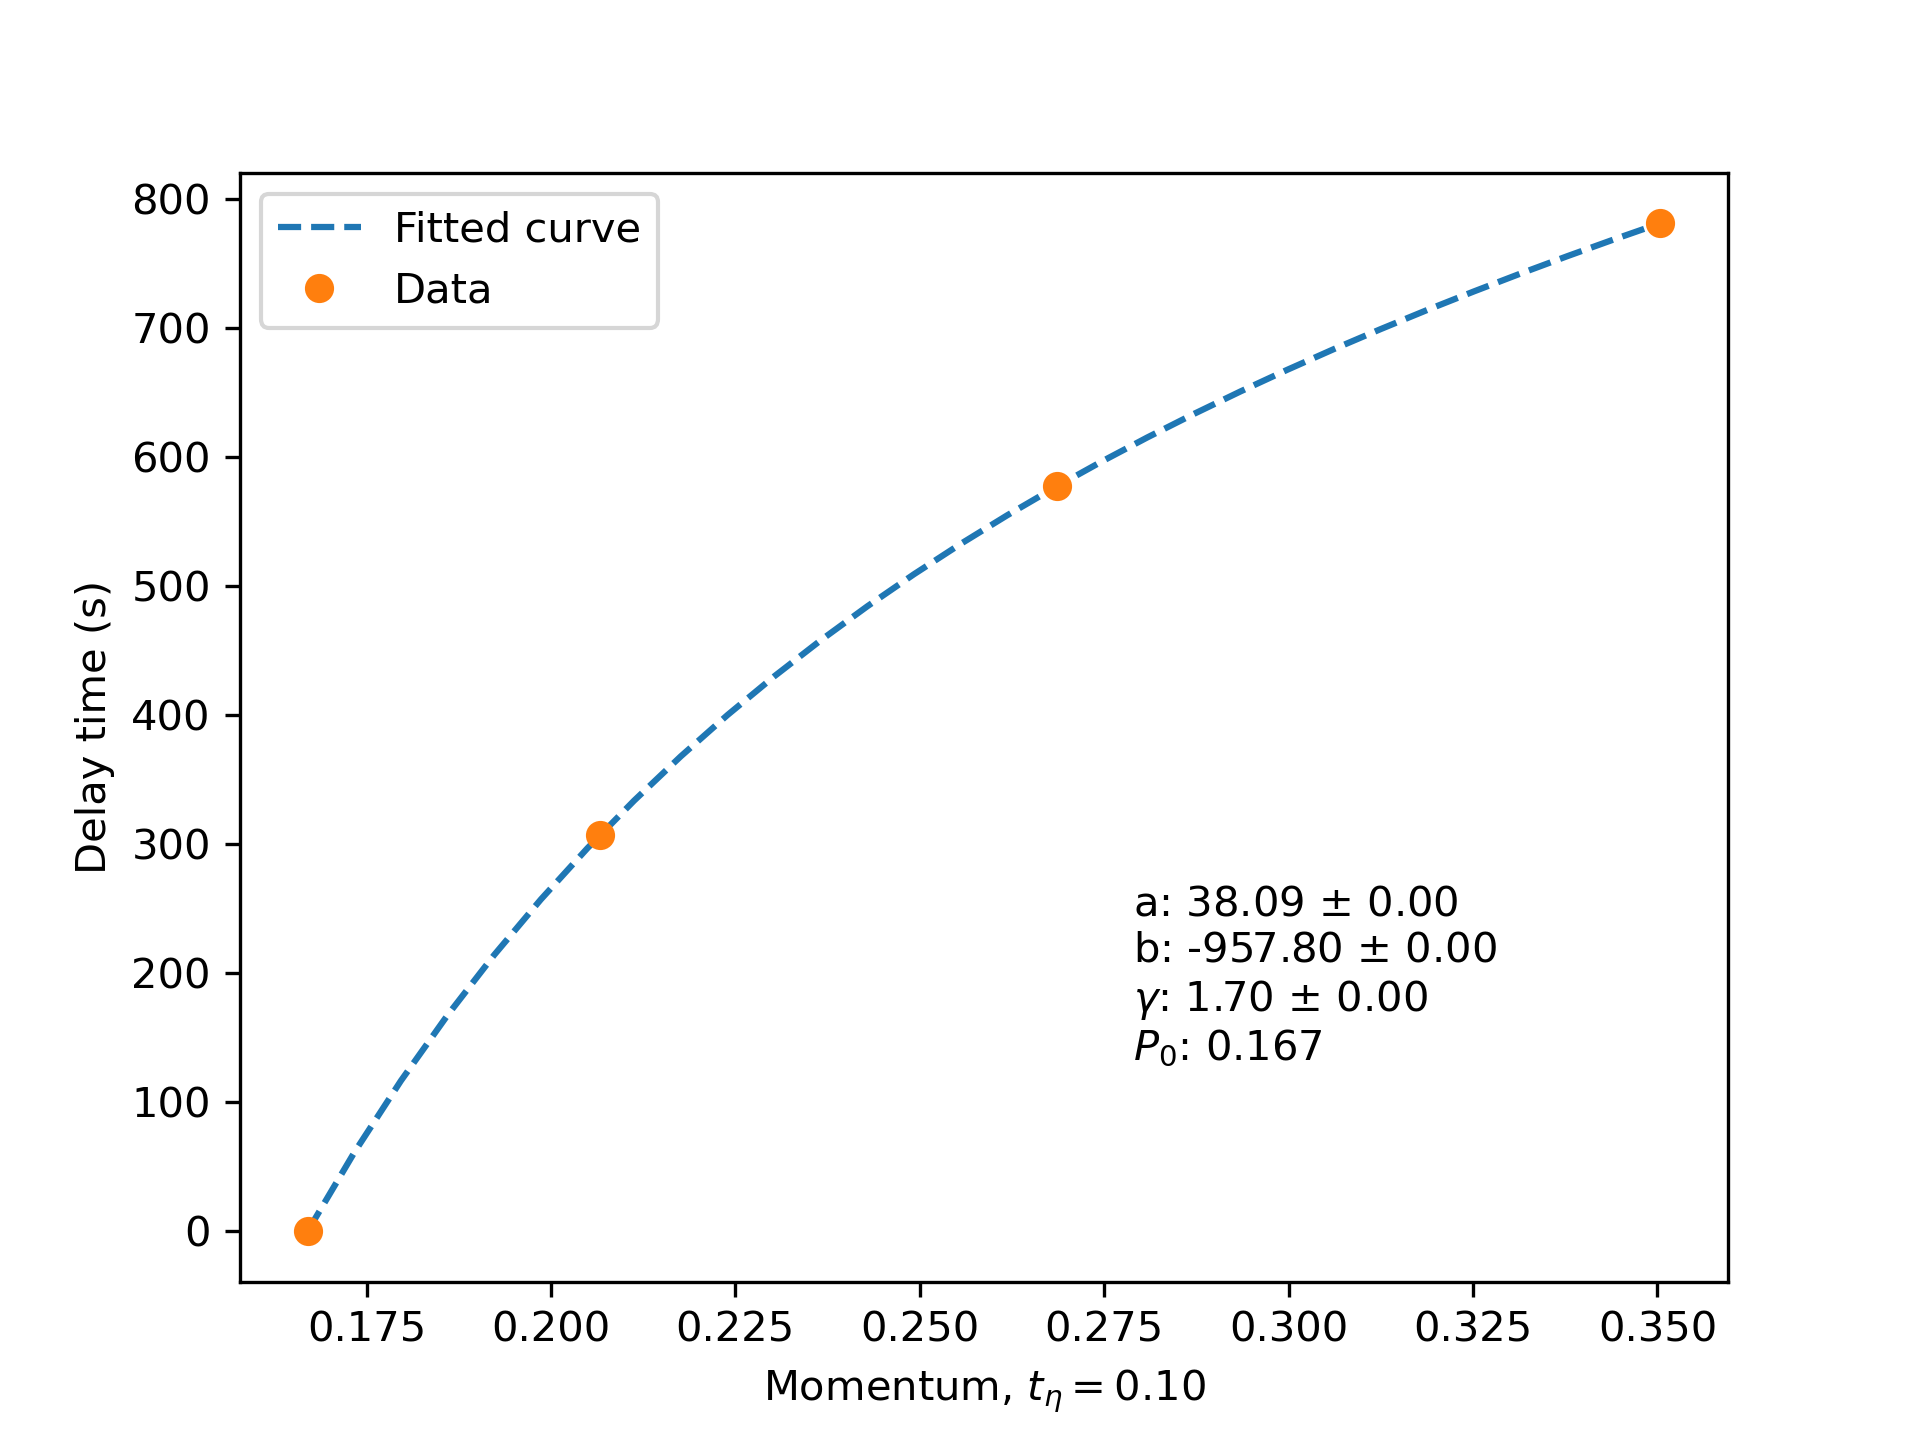 800
700
600
500
400
300
200
100
0
Delay time (s)
Fitted curve
Data
a: 38.09 ± 0.00
b: -957.80 ± 0.00
γ: 1.70 ± 0.00
P₀: 0.167
0.175 0.200 0.225 0.250 0.275 0.300 0.325 0.350
Momentum, tη = 0.10